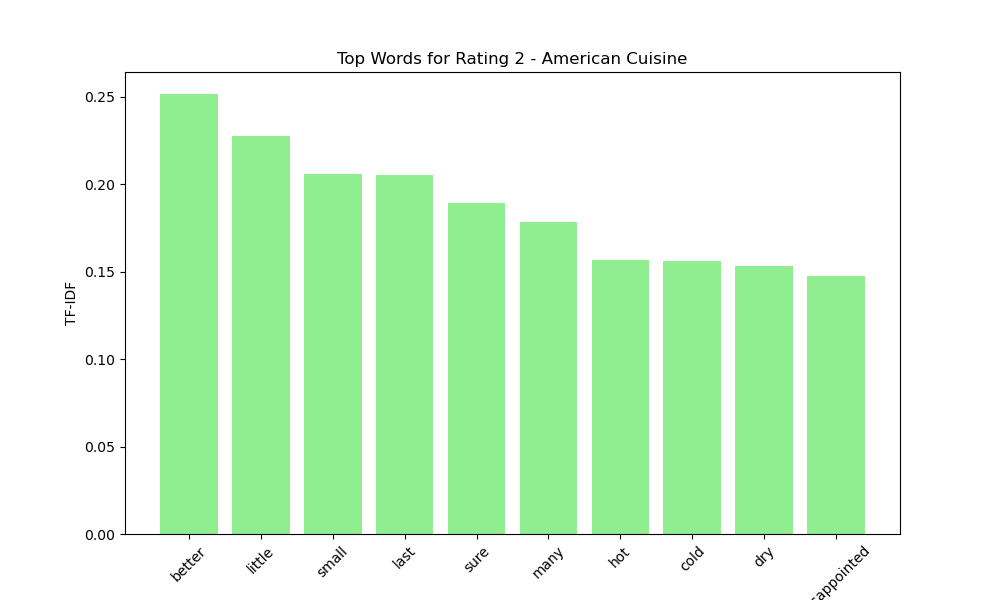 Top Words for Rating 2 - American Cuisine
TF-IDF
0.25
0.20
0.15
0.10
0.05
0.00
better
little
small
last
sure
many
hot
cold
dry
sappointed